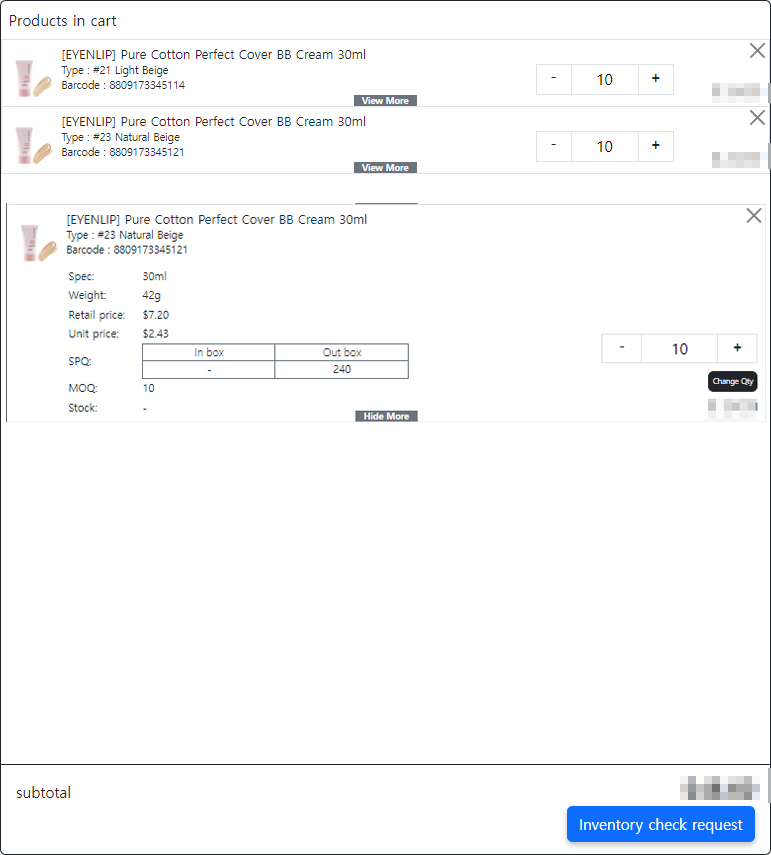 Products in cart
[EYENLIP] Pure Cotton Perfect Cover BB Cream 30ml
Type : #21 Light Beige
Barcode : 8809173345114
- 10 +
View More
[EYENLIP] Pure Cotton Perfect Cover BB Cream 30ml
Type : #23 Natural Beige
Barcode : 8809173345121
- 10 +
View More
[EYENLIP] Pure Cotton Perfect Cover BB Cream 30ml
Type : #23 Natural Beige
Barcode : 8809173345121
Spec: 30ml
Weight: 42g
Retail price: $7.20
Unit price: $2.43
- 10 +
SPQ: In box Out box
- 240
Change Qty
MOQ: 10
Stock: -
Hide More
subtotal
Inventory check request